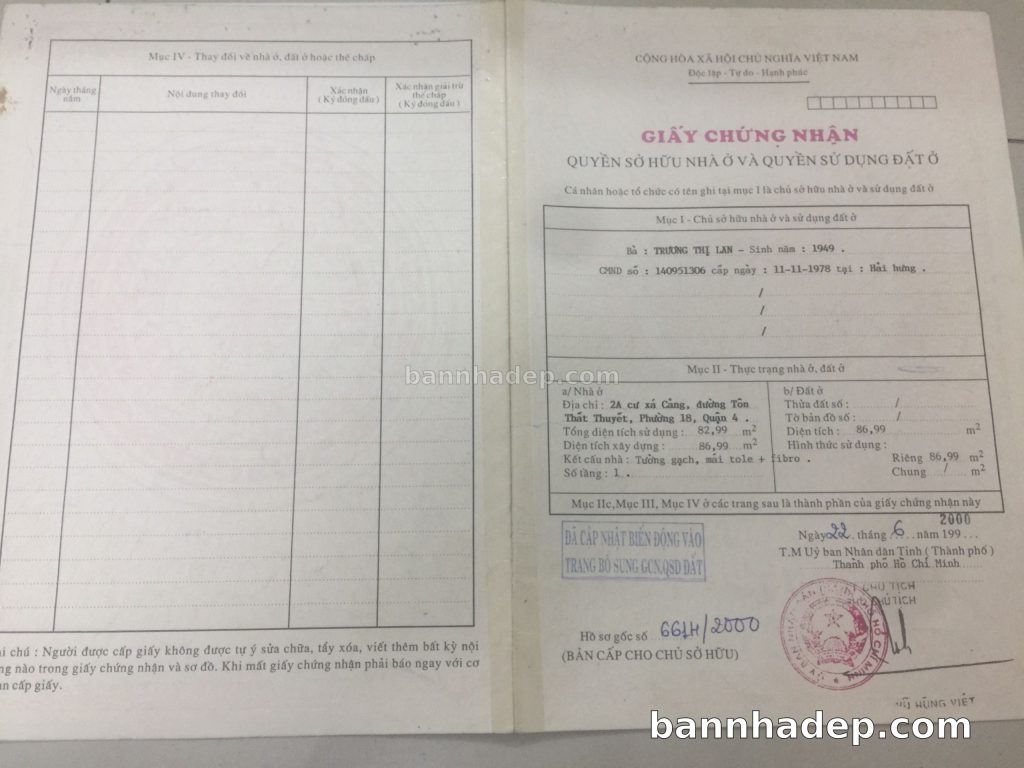 Mục IV - Thay đổi về nhà ở, đất ở hoặc thế chấp
Ngày tháng năm
Nội dung thay đổi
Xác nhận
( Ký đóng dấu )
Xác nhận giải trừ thế chấp
( Ký đóng dấu )
chú : Người được cấp giấy không được tự ý sửa chữa, tẩy xóa, viết thêm bất kỳ nội
nào trong giấy chứng nhận và sơ đồ. Khi mất giấy chứng nhận phải báo ngay với cơ
cấp giấy.
CỘNG HÒA XÃ HỘI CHỦ NGHĨA VIỆT NAM
Độc lập - Tự do - Hạnh phúc
GIẤY CHỨNG NHẬN
QUYỀN SỞ HỮU NHÀ Ở VÀ QUYỀN SỬ DỤNG ĐẤT Ở
Cá nhân hoặc tổ chức có tên ghi tại mục I là chủ sở hữu nhà ở và sử dụng đất ở
Mục I - Chủ sở hữu nhà ở và sử dụng đất ở
Bà : TRƯƠNG THỊ LAN - Sinh năm : 1949 .
CMND số : 140951306 cấp ngày : 11-11-1978 tại : Hải hưng .
/
/
/
Mục II - Thực trạng nhà ở, đất ở
a/ Nhà ở
Địa chỉ : 2A cư xá Cảng, đường Tôn
Thất Thuyết, Phường 18, Quận 4 .
Tổng diện tích sử dụng : 82,99 m2
Diện tích xây dựng : 86,99 m2
Kết cấu nhà : Tường gạch, mái tole + fibro .
Số tầng : 1 .
b/ Đất ở
Thửa đất số : /
Tờ bản đồ số : /
Diện tích : 86,99 m2
Hình thức sử dụng :
Riêng 86,99 m2
Chung / m2
Mục IIc, Mục III, Mục IV ở các trang sau là thành phần của giấy chứng nhận này
ĐÃ CẬP NHẬT BIẾN ĐỘNG VÀO
TRANG BỔ SUNG GCN.QSD ĐẤT
2000
Ngày 22 tháng 6 năm 199
T.M Uỷ ban Nhân dân Tỉnh ( Thành phố )
Thành phố Hồ Chí Minh
CHỦ TỊCH
CHỦ TỊCH
Hồ sơ gốc số 6614/2000
(BẢN CẤP CHO CHỦ SỞ HỮU)
VŨ HÙNG VIỆT
bannhadep.com
bannhadep.com